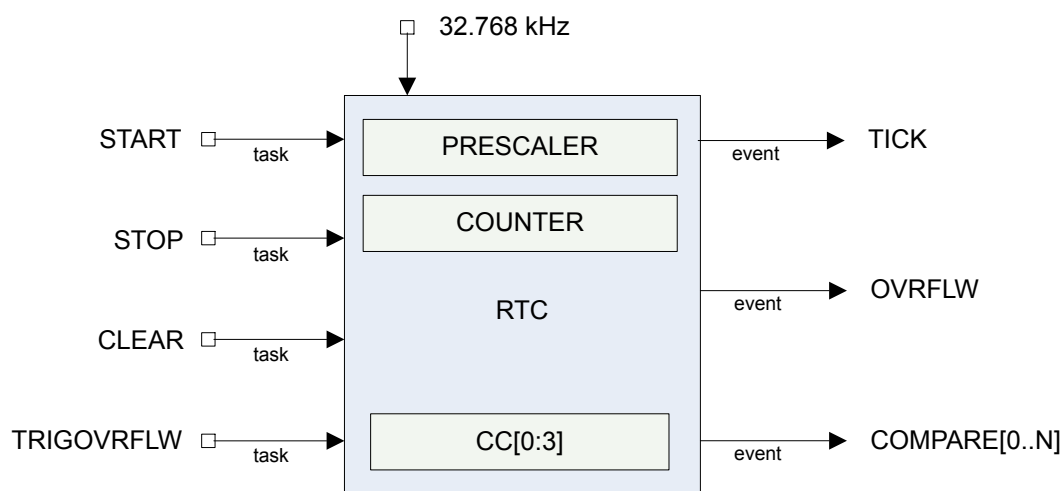 32.768 kHz
START
task
PRESCALER
event
TICK
STOP
task
COUNTER
RTC
event
OVRFLW
CLEAR
task
TRIGOVRFLW
task
CC[0:3]
event
COMPARE[0..N]